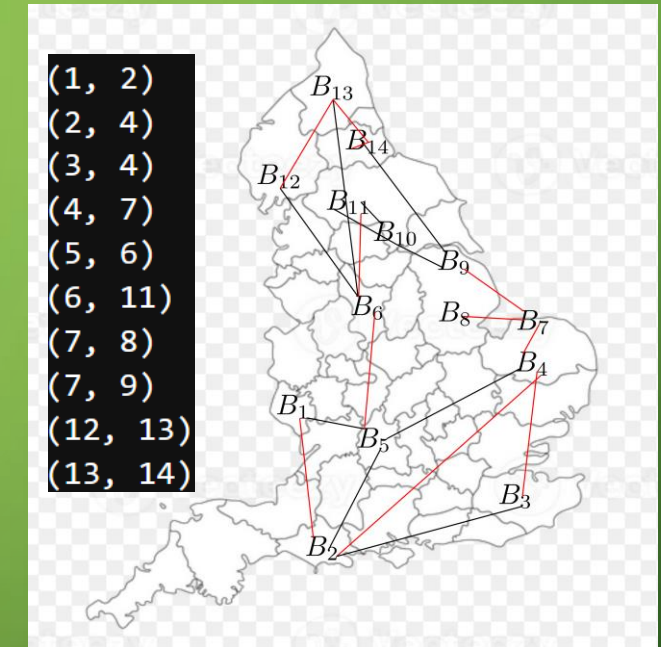 (1, 2)
(2, 4)
(3, 4)
(4, 7)
(5, 6)
(6, 11)
(7, 8)
(7, 9)
(12, 13)
(13, 14)
B₁₃
B₁₄
B₁₂
B₁₁
B₁₀
B₉
B₆
B₈
B₇
B₄
B₁
B₅
B₃
B₂